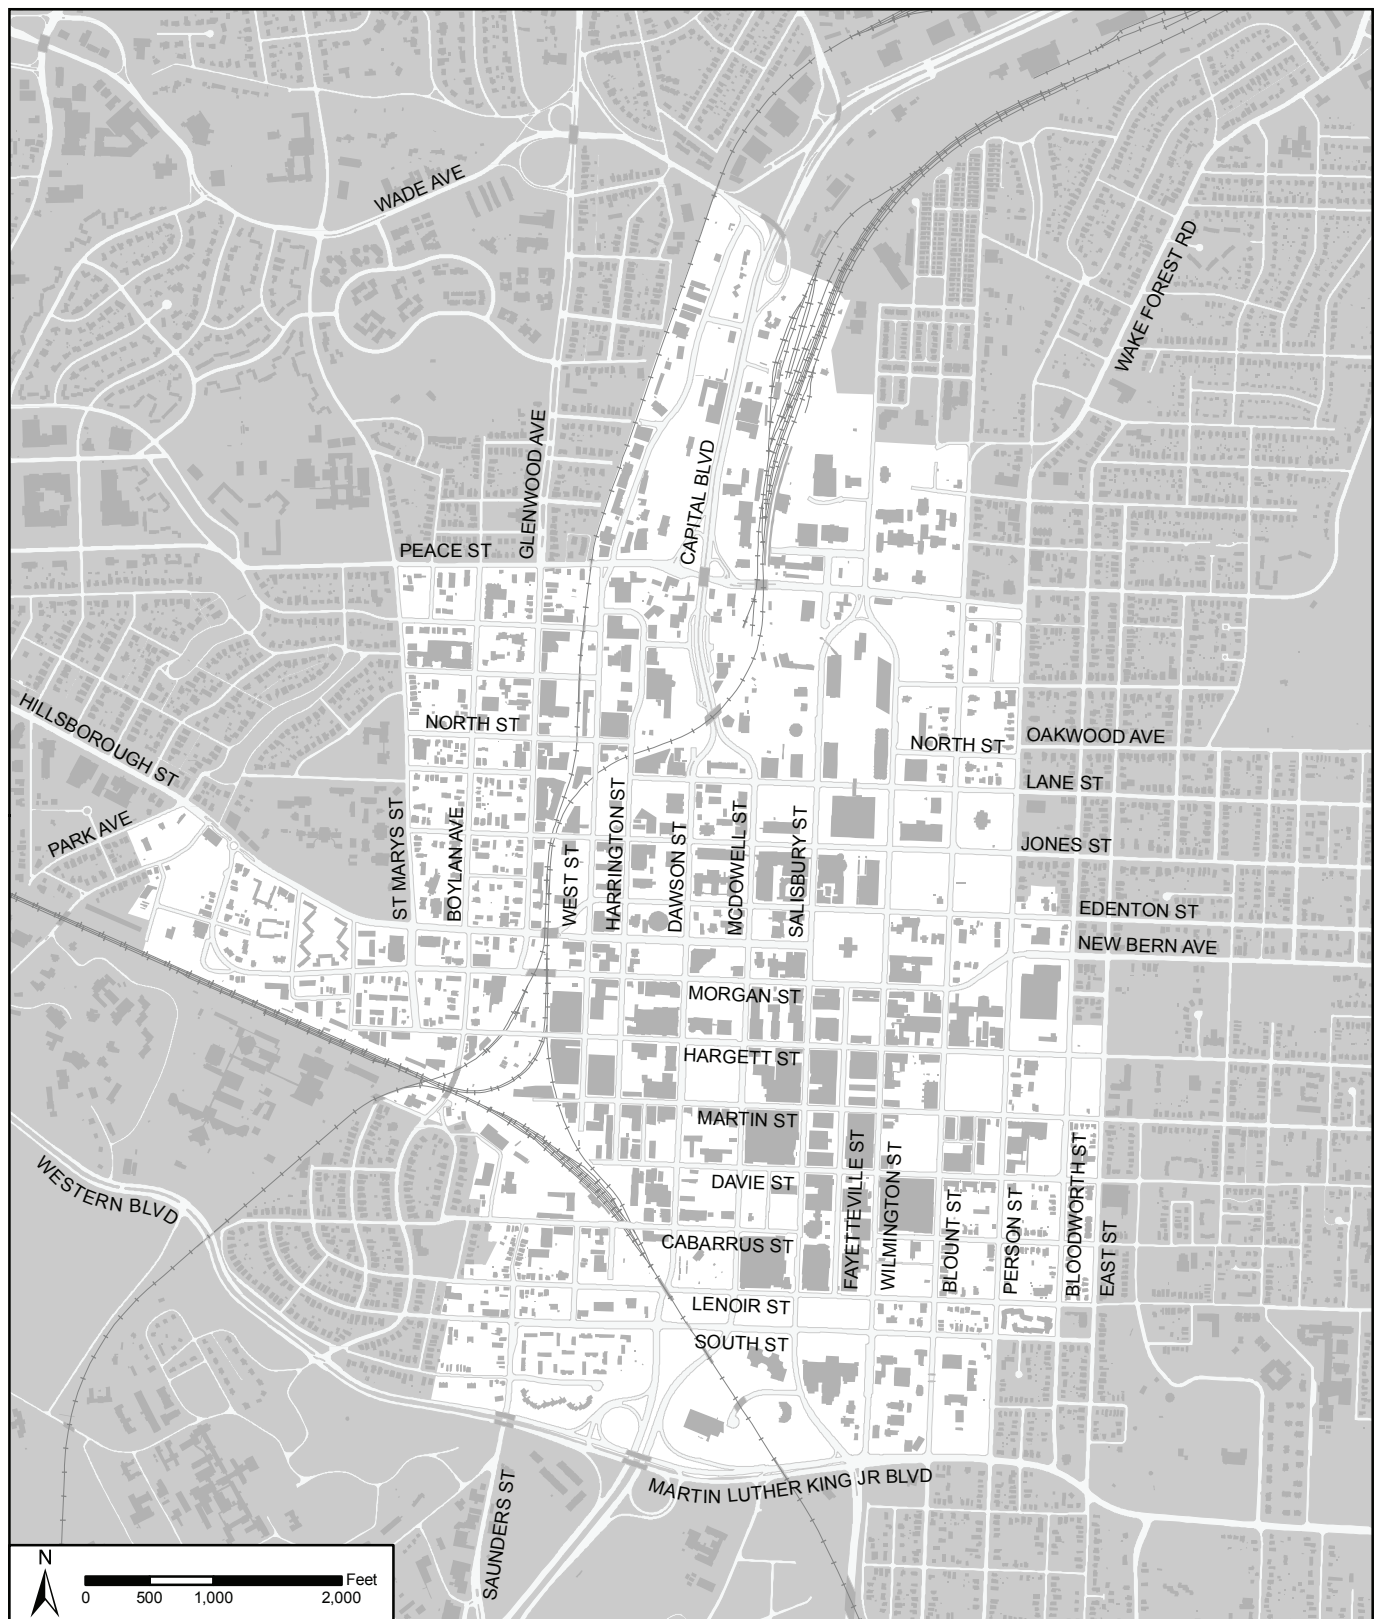 WADE AVE
WAKE FOREST RD
GLENWOOD AVE
CAPITAL BLVD
PEACE ST
HILLSBOROUGH ST
NORTH ST
NORTH ST
OAKWOOD AVE
LANE ST
PARK AVE
ST MARYS ST
BOYLAN AVE
WEST ST
HARRINGTON ST
DAWSON ST
MCDOWELL ST
SALISBURY ST
JONES ST
EDENTON ST
NEW BERN AVE
MORGAN ST
HARGETT ST
MARTIN ST
DAVIE ST
CABARRUS ST
FAYETTEVILLE ST
WILMINGTON ST
BLOUNT ST
PERSON ST
BLOODWORTH ST
EAST ST
WESTERN BLVD
LENOIR ST
SOUTH ST
MARTIN LUTHER KING JR BLVD
SAUNDERS ST
N
Feet
0 500 1,000 2,000